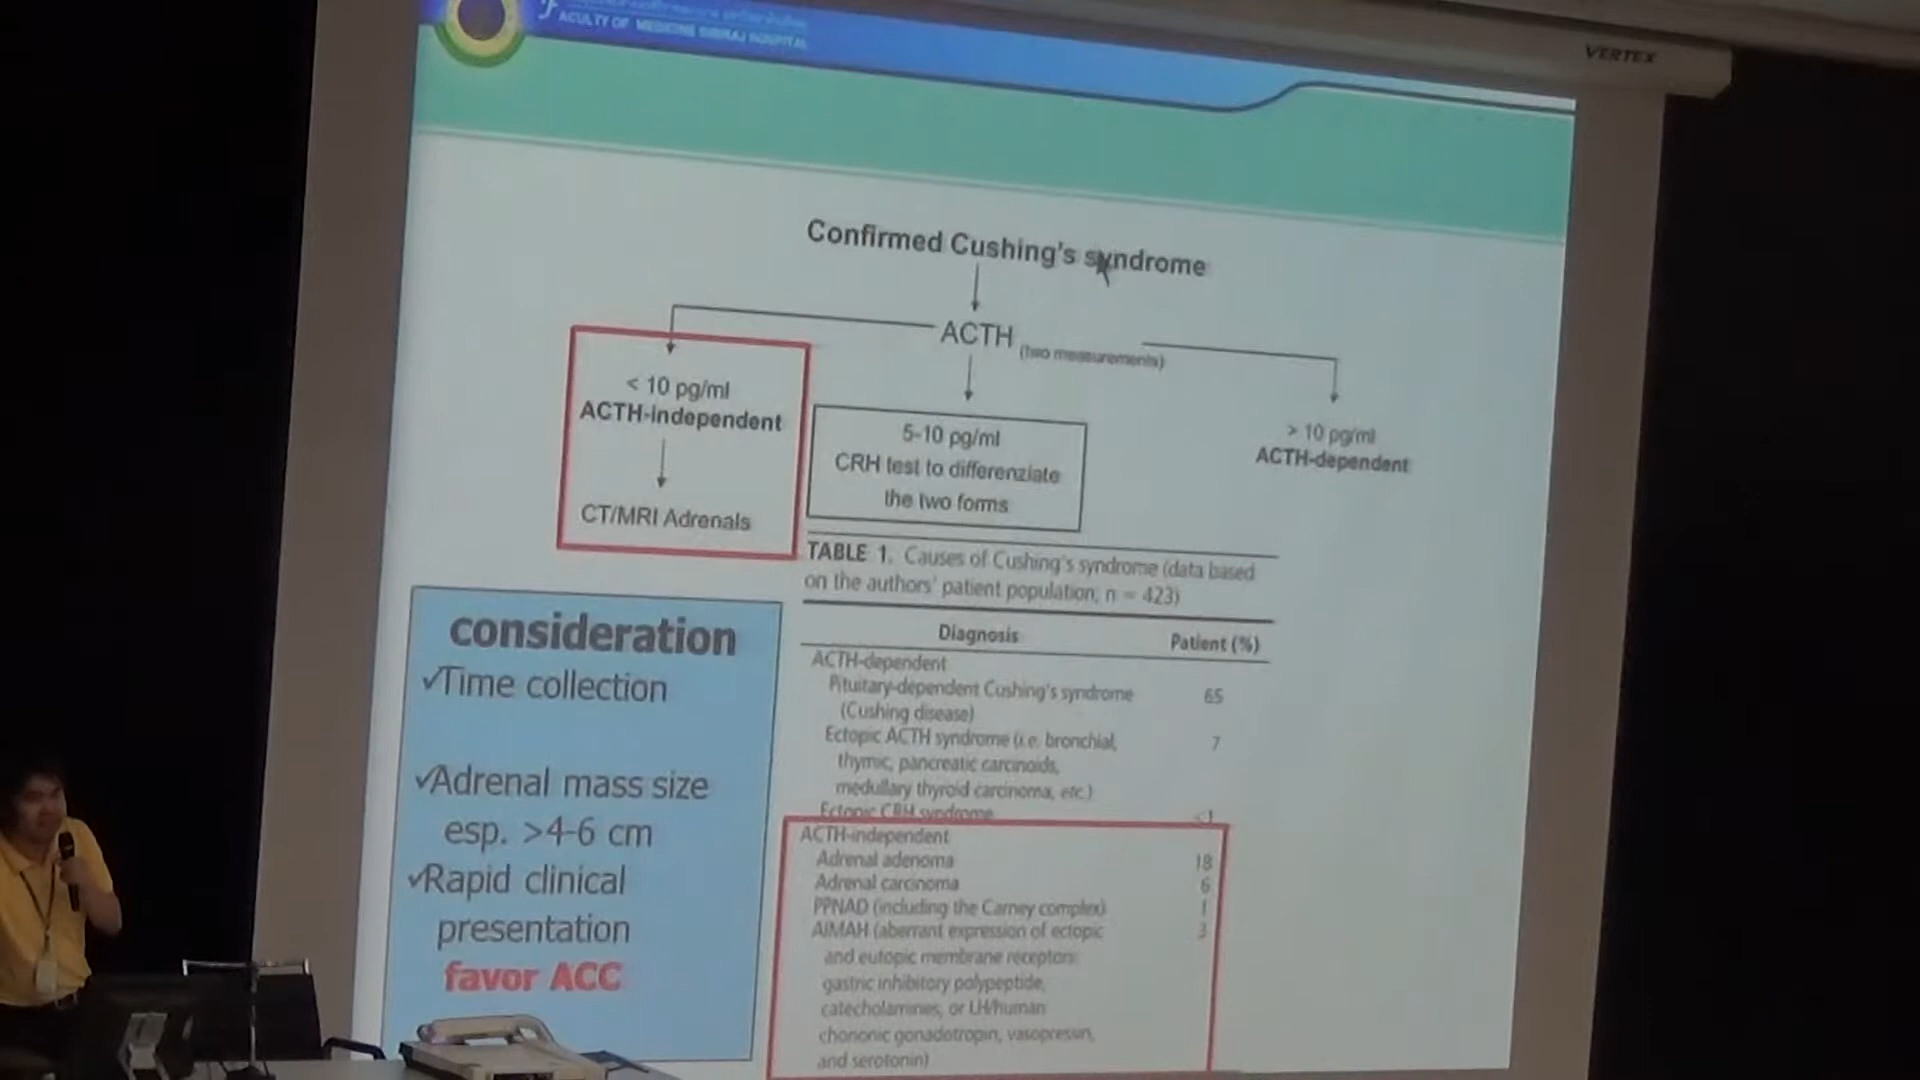 ACULTY OF MEDICINE SIRIRAJ HOSPITAL
VERTEX
Confirmed Cushing's syndrome
ACTH (two measurements)
< 10 pg/ml
ACTH-independent
CT/MRI Adrenals
5-10 pg/ml
CRH test to differenziate
the two forms
> 10 pg/ml
ACTH-dependent
TABLE 1. Causes of Cushing's syndrome (data based
on the authors' patient population; n = 423)
Diagnosis Patient (%)
ACTH-dependent
Pituitary-dependent Cushing's syndrome 65
(Cushing disease)
Ectopic ACTH syndrome (i.e. bronchial, 7
thymic, pancreatic carcinoids,
medullary thyroid carcinoma, etc.)
Ectopic CRH syndrome <1
ACTH-independent
Adrenal adenoma 18
Adrenal carcinoma 6
PPNAD (including the Carney complex) 1
AIMAH (aberrant expression of ectopic 3
and eutopic membrane receptors:
gastric inhibitory polypeptide,
catecholamines, or LH/human
chorionic gonadotropin, vasopressin,
and serotonin)
consideration
✓Time collection
✓Adrenal mass size
esp. >4-6 cm
✓Rapid clinical
presentation
favor ACC